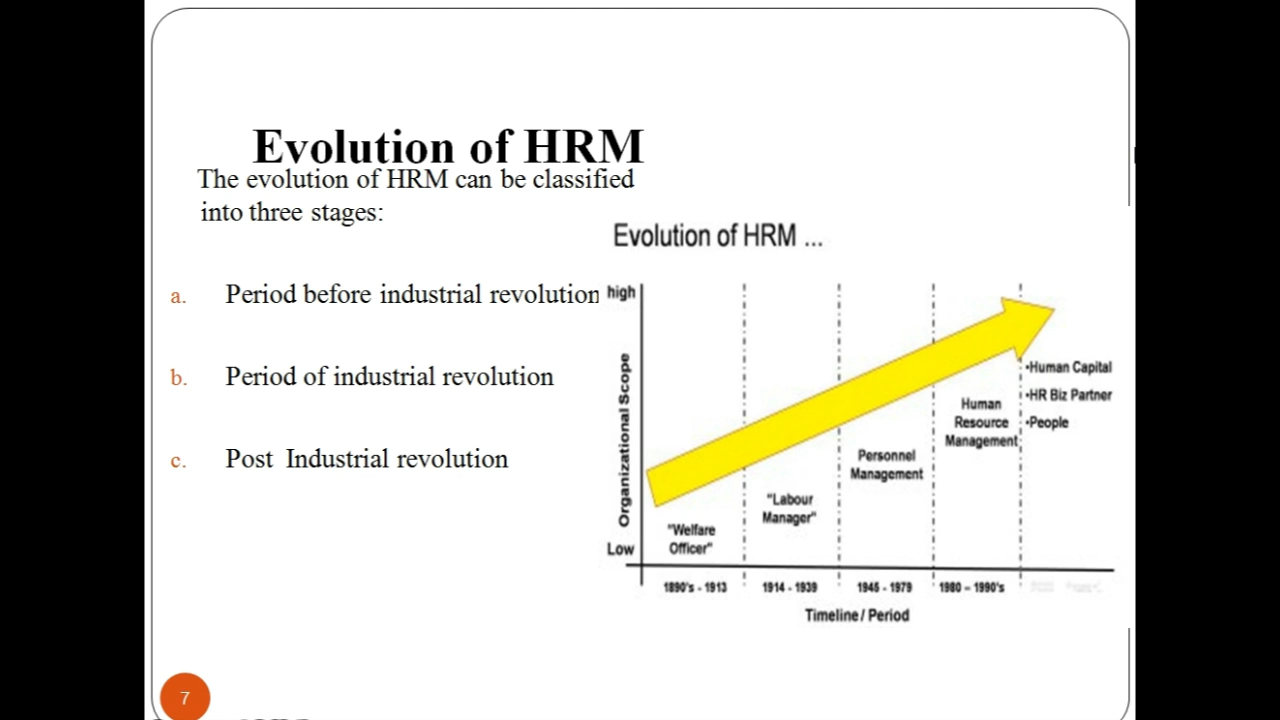 Evolution of HRM
The evolution of HRM can be classified
into three stages:
a. Period before industrial revolution
b. Period of industrial revolution
c. Post Industrial revolution
Evolution of HRM ...
high
Organizational Scope
Low
"Welfare
Officer"
"Labour
Manager"
Personnel
Management
Human
Resource
Management
•Human Capital
•HR Biz Partner
•People
1890's - 1913
1914 - 1939
1945 - 1979
1980 – 1990's
Timeline / Period
7